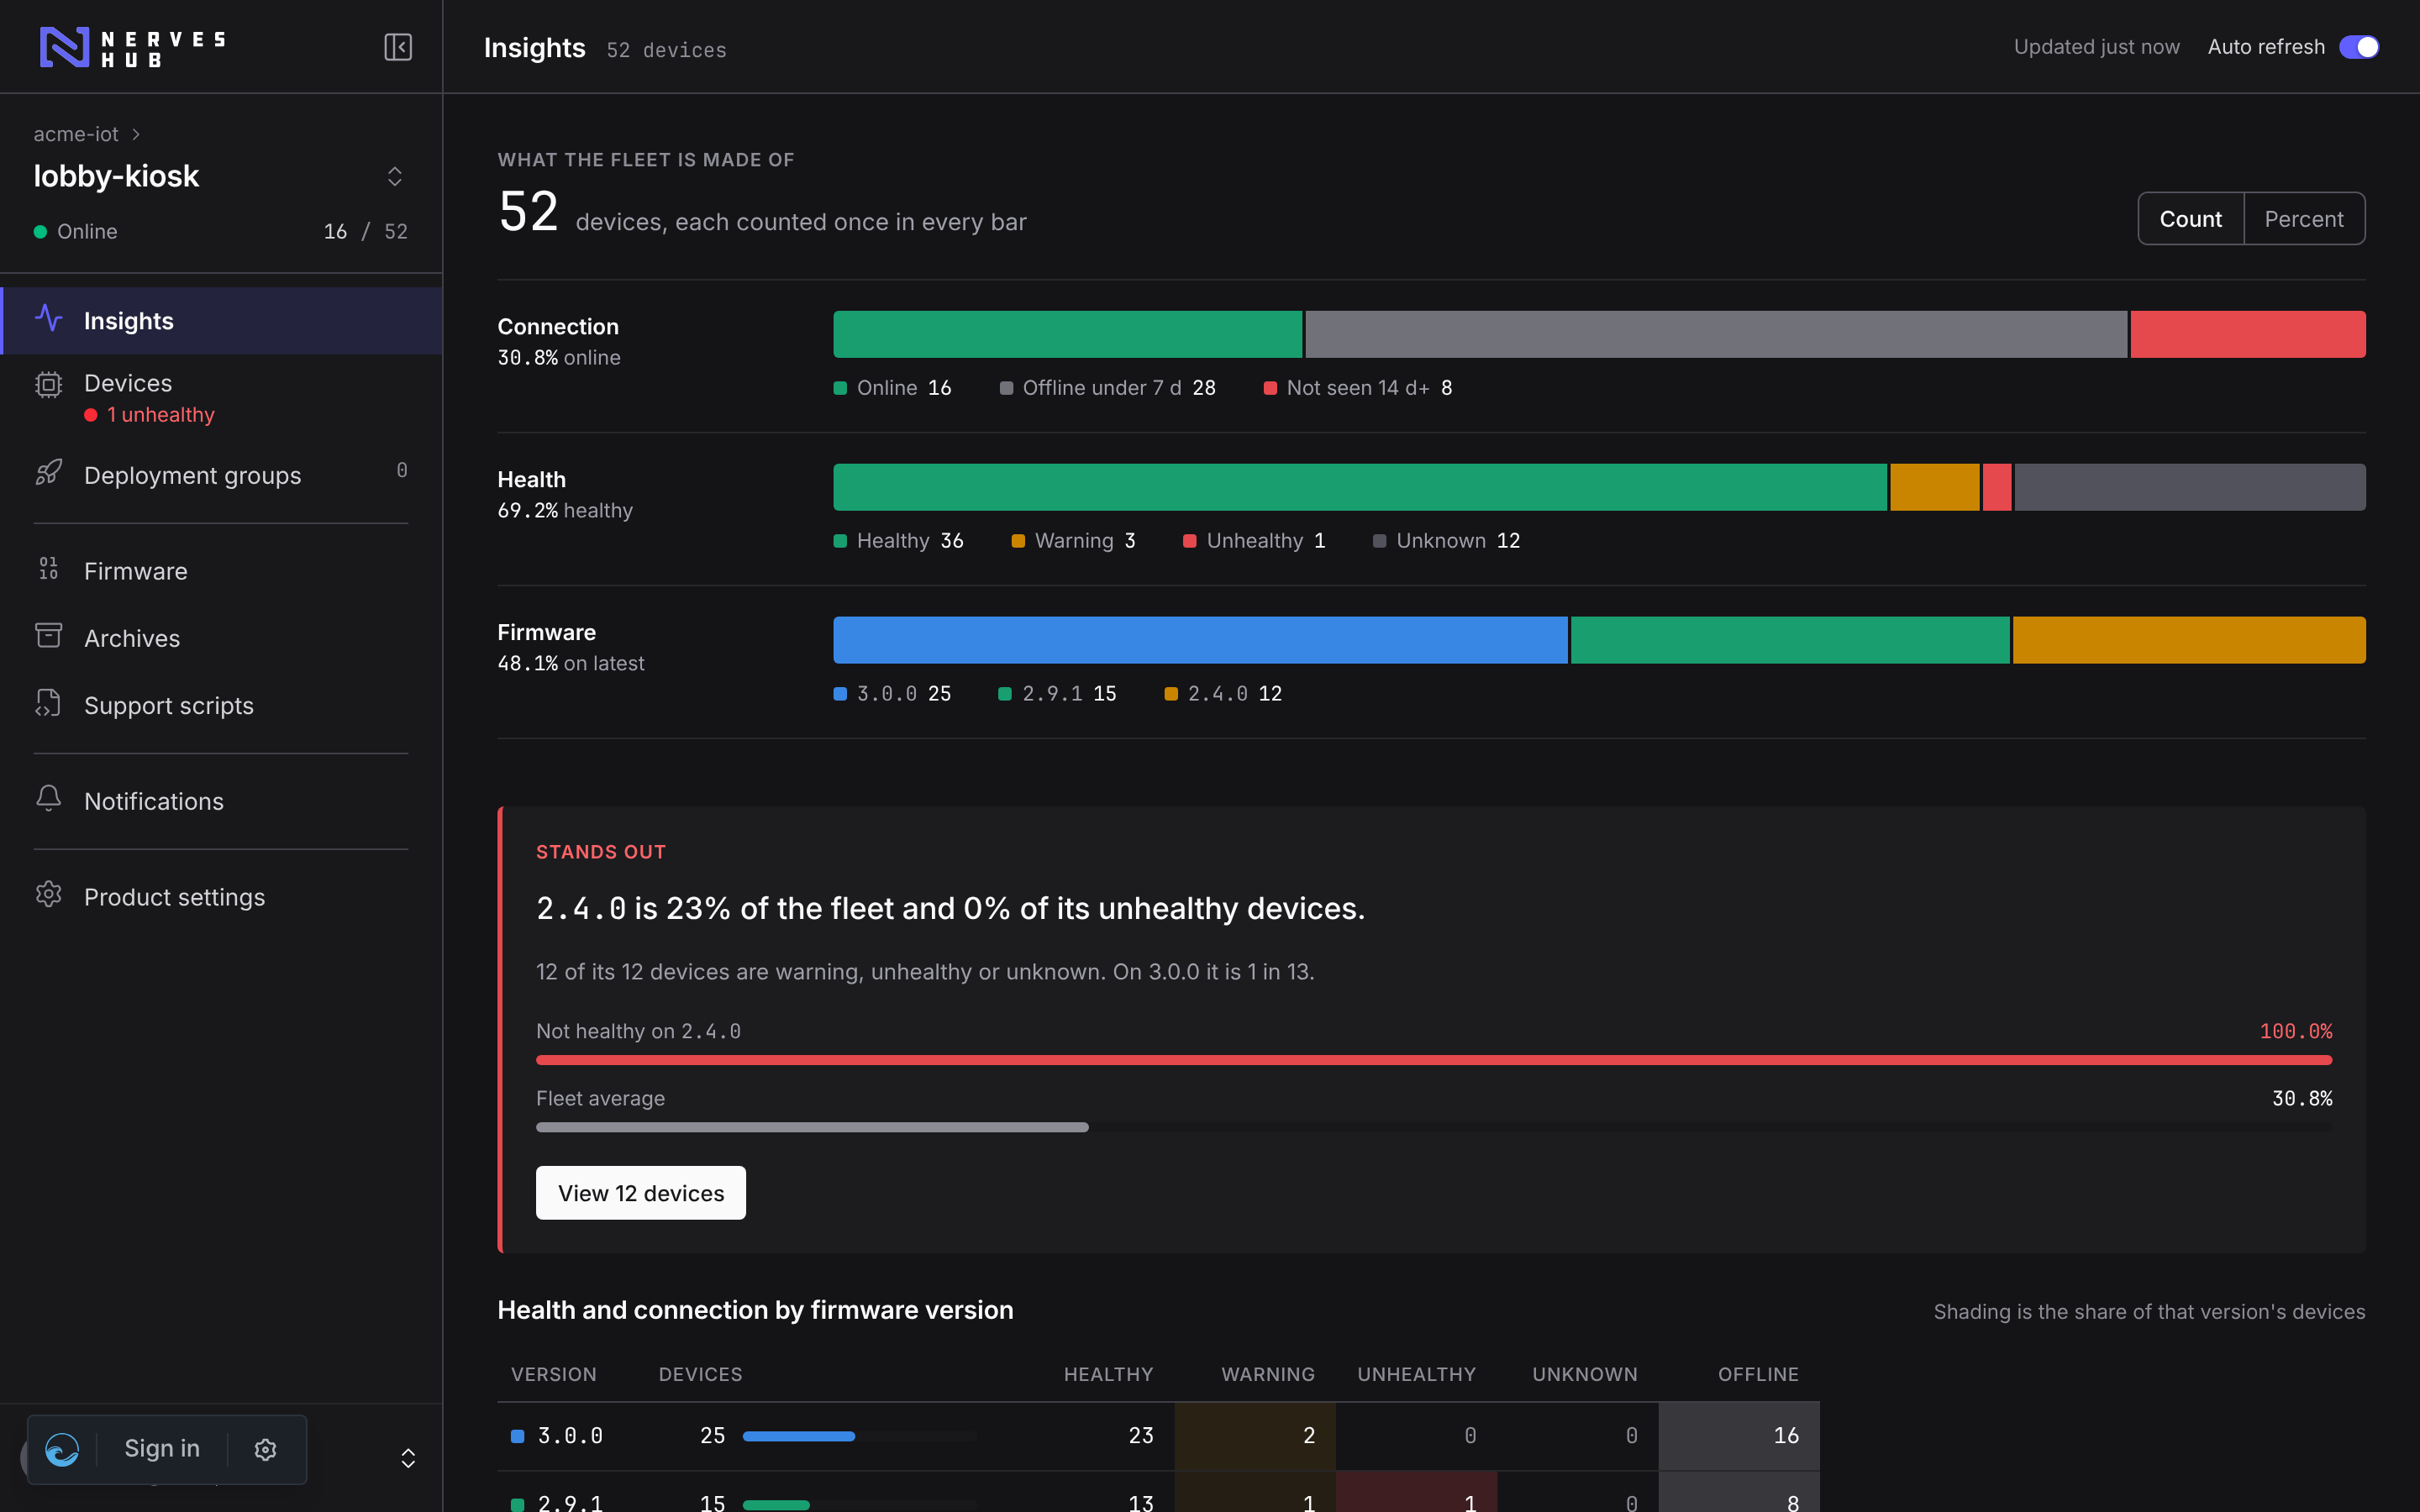 NERVES
HUB
Insights 52 devices
Updated just now Auto refresh
acme-iot
lobby-kiosk
Online 16 / 52
Insights
Devices
1 unhealthy
Deployment groups 0
Firmware
Archives
Support scripts
Notifications
Product settings
Sign in
WHAT THE FLEET IS MADE OF
52 devices, each counted once in every bar
Count Percent
Connection
30.8% online
Online 16 Offline under 7 d 28 Not seen 14 d+ 8
Health
69.2% healthy
Healthy 36 Warning 3 Unhealthy 1 Unknown 12
Firmware
48.1% on latest
3.0.0 25 2.9.1 15 2.4.0 12
STANDS OUT
2.4.0 is 23% of the fleet and 0% of its unhealthy devices.
12 of its 12 devices are warning, unhealthy or unknown. On 3.0.0 it is 1 in 13.
Not healthy on 2.4.0 100.0%
Fleet average 30.8%
View 12 devices
Health and connection by firmware version
Shading is the share of that version's devices
VERSION DEVICES HEALTHY WARNING UNHEALTHY UNKNOWN OFFLINE
3.0.0 25 23 2 0 0 16
2.9.1 15 13 1 1 0 8